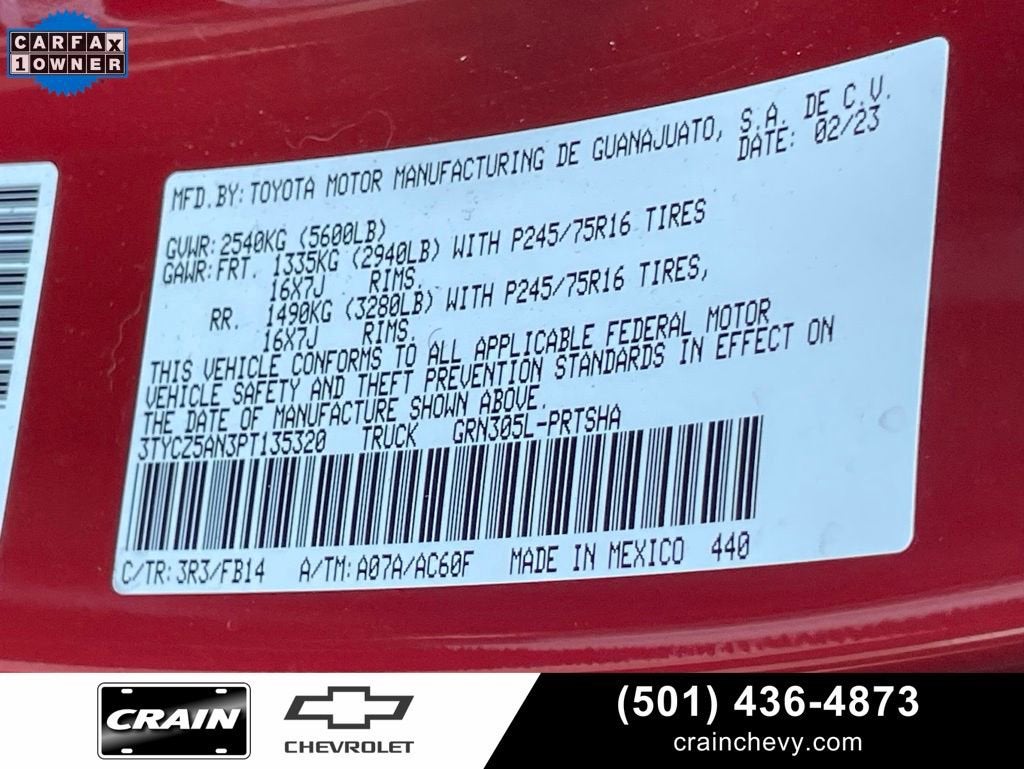 CARFAX
1 OWNER
MFD.BY: TOYOTA MOTOR MANUFACTURING DE GUANAJUATO, S.A. DE C.V.
DATE: 02/23
GVWR: 2540KG (5600LB)
GAWR: FRT. 1335KG (2940LB) WITH P245/75R16 TIRES
16X7J RIMS.
RR. 1490KG (3280LB) WITH P245/75R16 TIRES,
16X7J RIMS.
THIS VEHICLE CONFORMS TO ALL APPLICABLE FEDERAL MOTOR
VEHICLE SAFETY AND THEFT PREVENTION STANDARDS IN EFFECT ON
THE DATE OF MANUFACTURE SHOWN ABOVE.
3TYCZ5AN3PT135320 TRUCK GRN305L-PRTSHA
C/TR: 3R3/FB14 A/TM: A07A/AC60F MADE IN MEXICO 440
CRAIN
CHEVROLET
(501) 436-4873
crainchevy.com